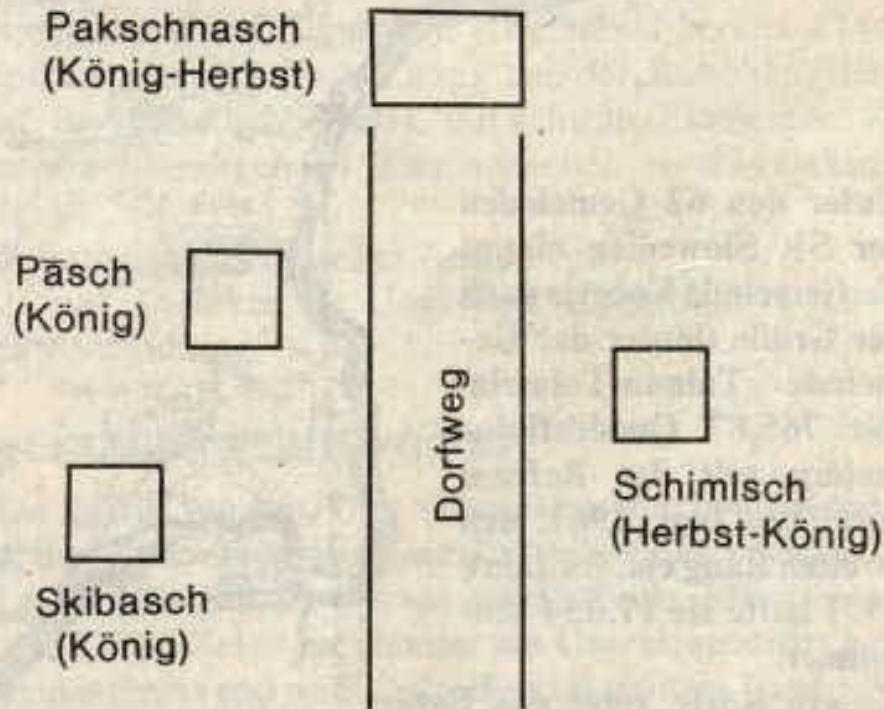 Pakschnasch
(König-Herbst)
Päsch
(König)
Dorfweg
Schimlsch
(Herbst-König)
Skibasch
(König)